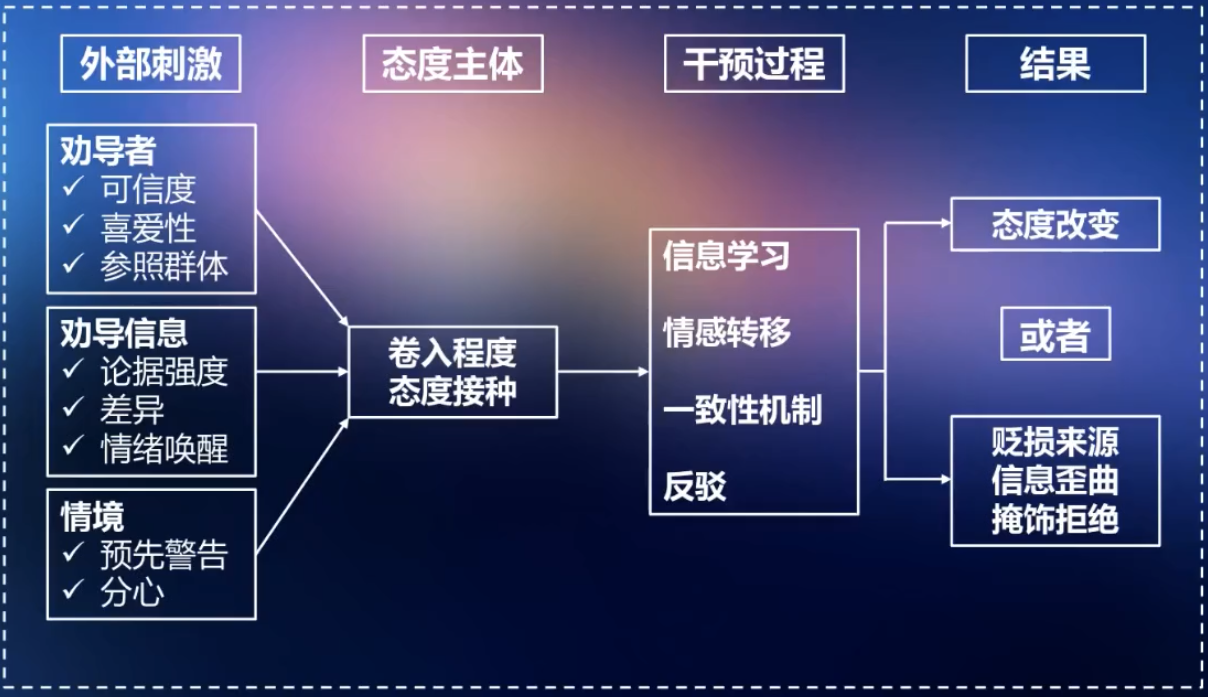 外部刺激
态度主体
干预过程
结果
劝导者
✓ 可信度
✓ 喜爱性
✓ 参照群体
劝导信息
✓ 论据强度
✓ 差异
✓ 情绪唤醒
情境
✓ 预先警告
✓ 分心
卷入程度
态度接种
信息学习
情感转移
一致性机制
反驳
态度改变
或者
贬损来源
信息歪曲
掩饰拒绝